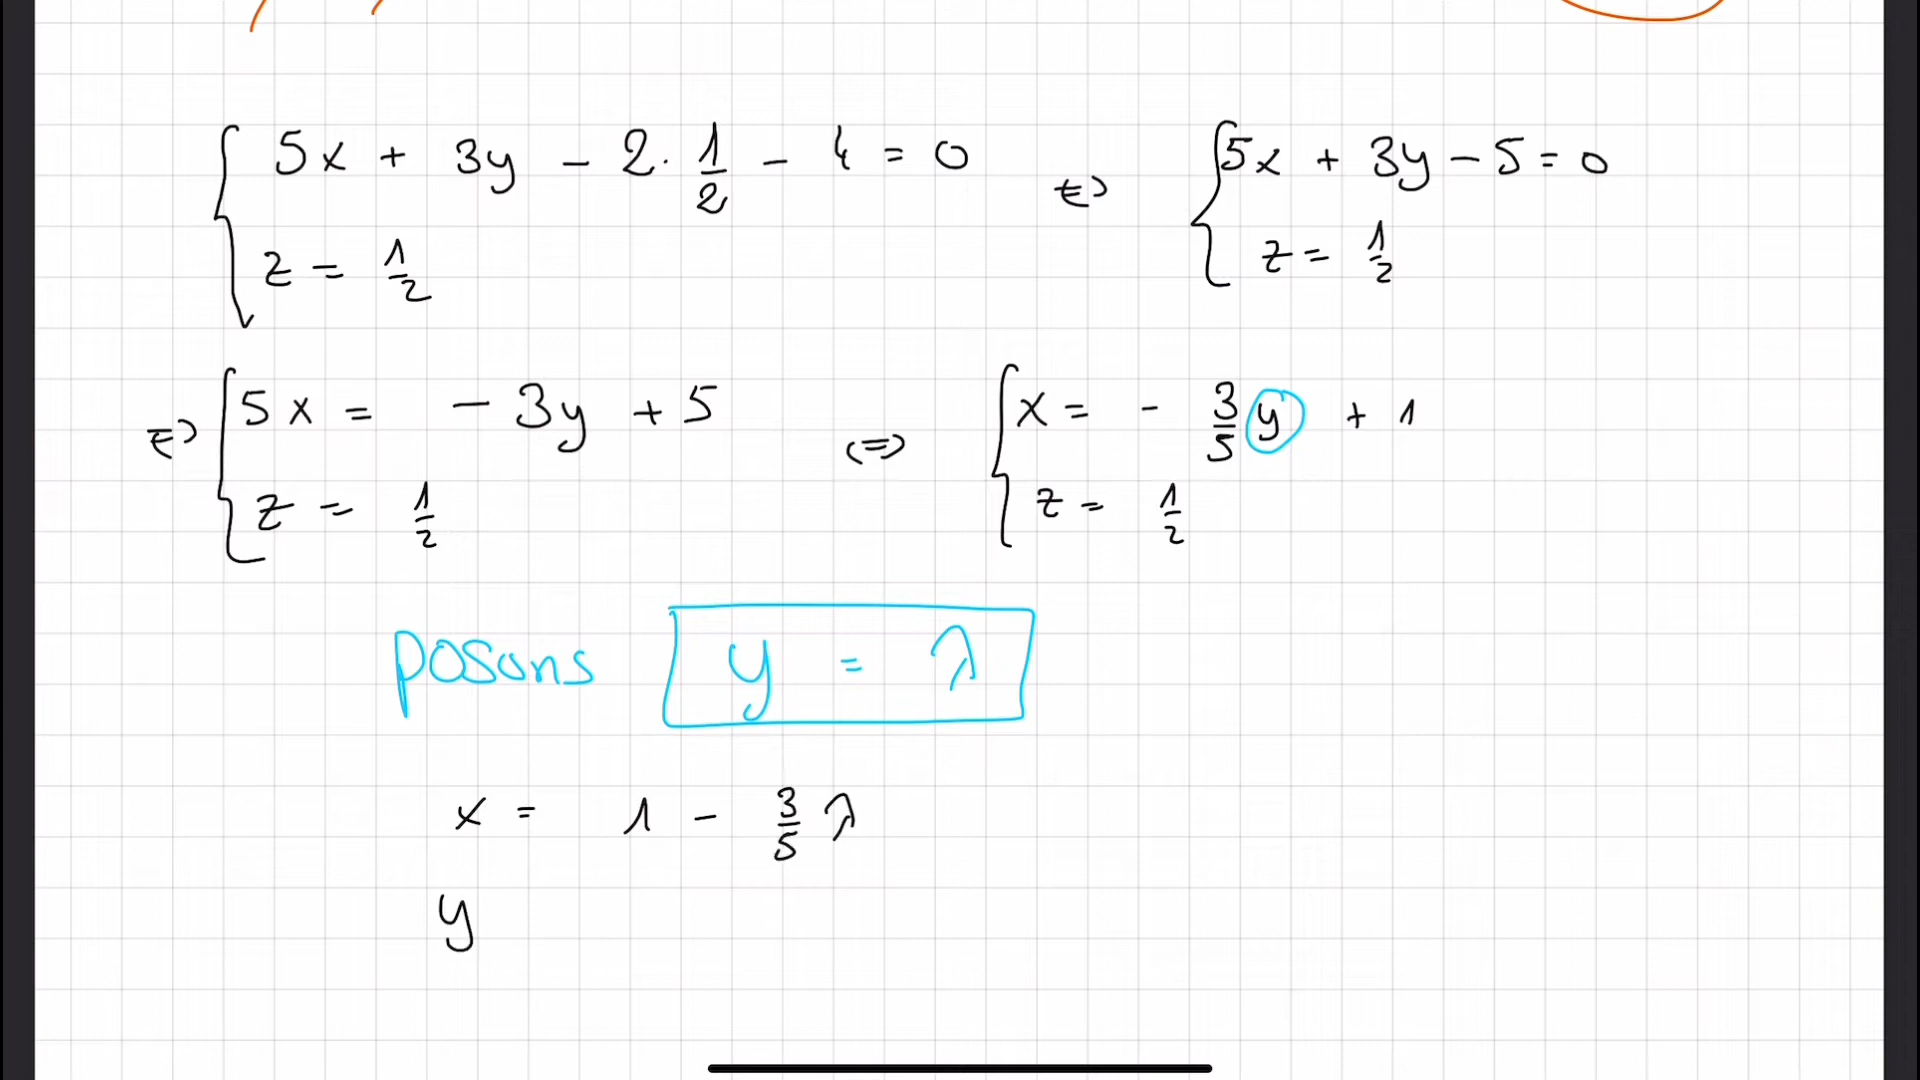 { 5x + 3y - 2 · 1/2 - 4 = 0 ⇔ { 5x + 3y - 5 = 0
z = 1/2 z = 1/2
⇔ { 5x = - 3y + 5 ⇔ { x = - 3/5 y + 1
z = 1/2 z = 1/2
posons y = λ
x = 1 - 3/5 λ
y